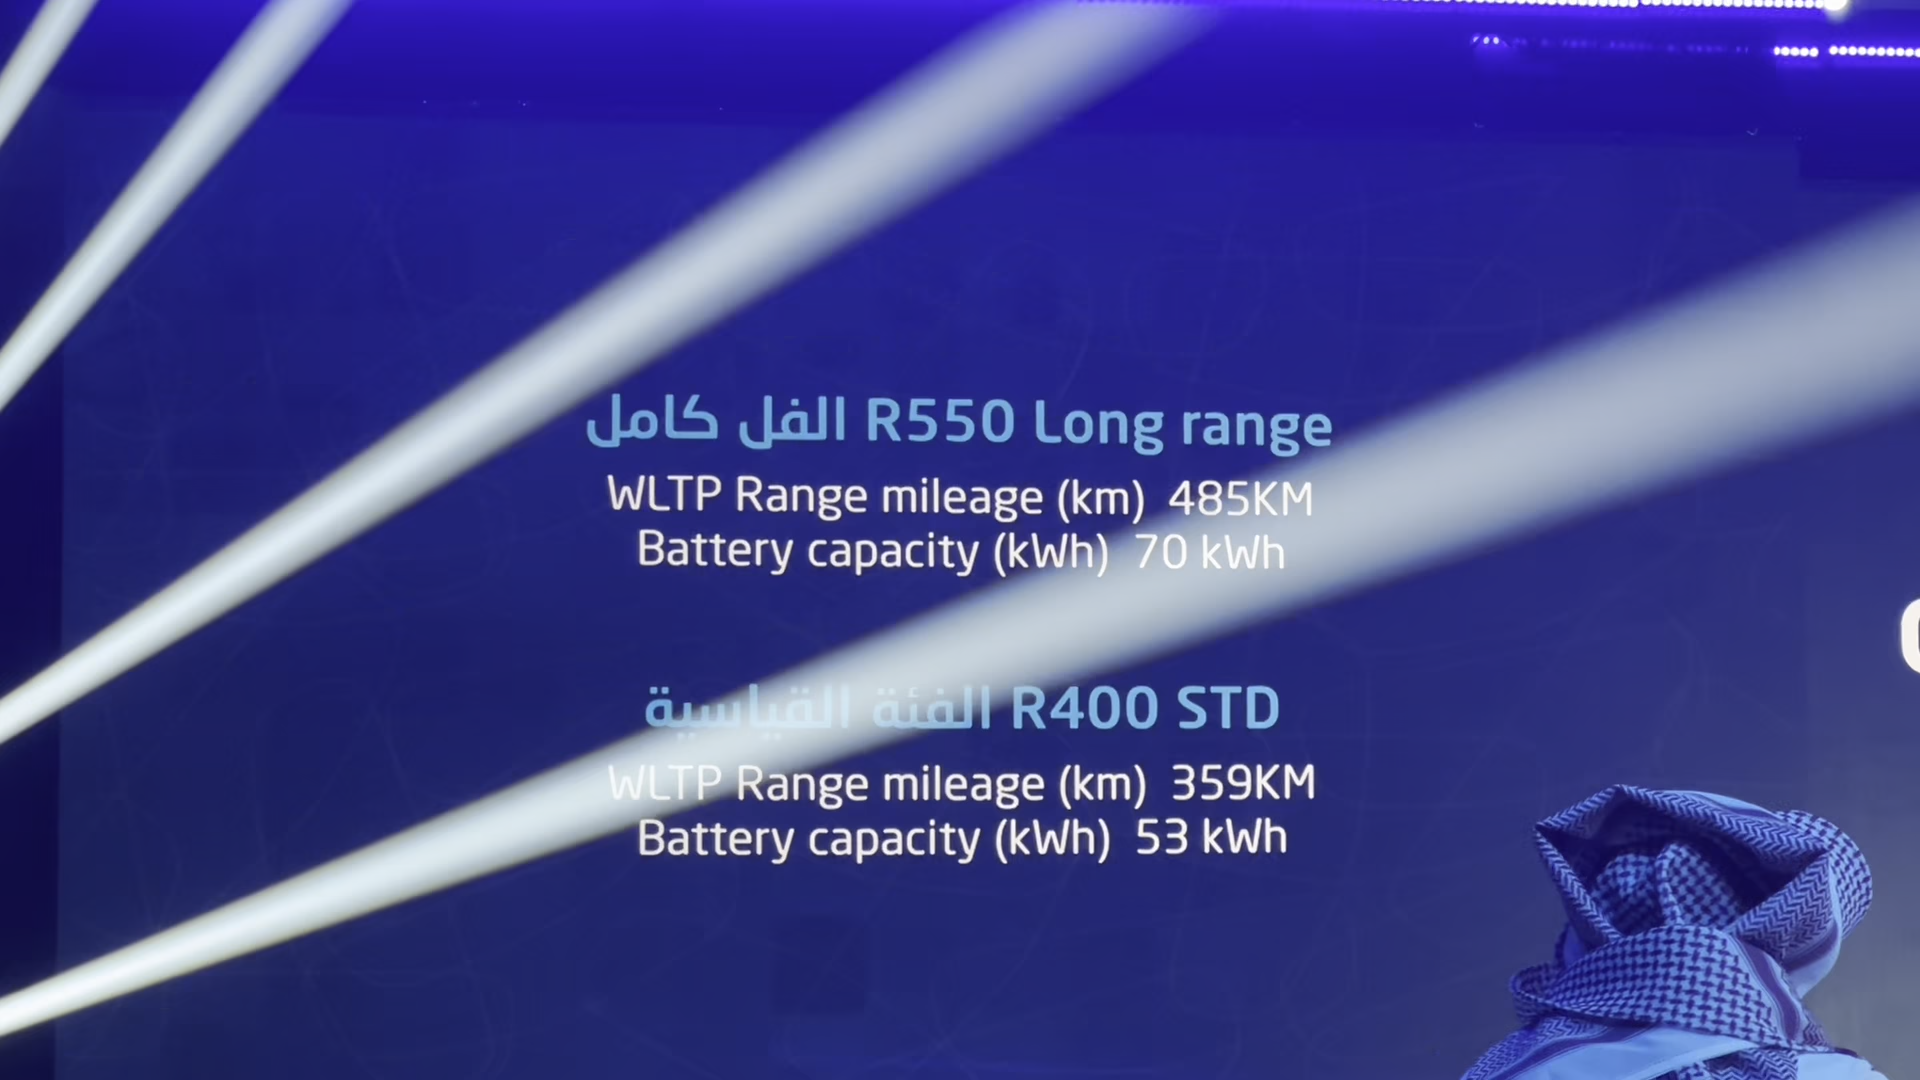 الفل كامل R550 Long range
WLTP Range mileage (km) 485KM
Battery capacity (kWh) 70 kWh
الفئة القياسية R400 STD
WLTP Range mileage (km) 359KM
Battery capacity (kWh) 53 kWh